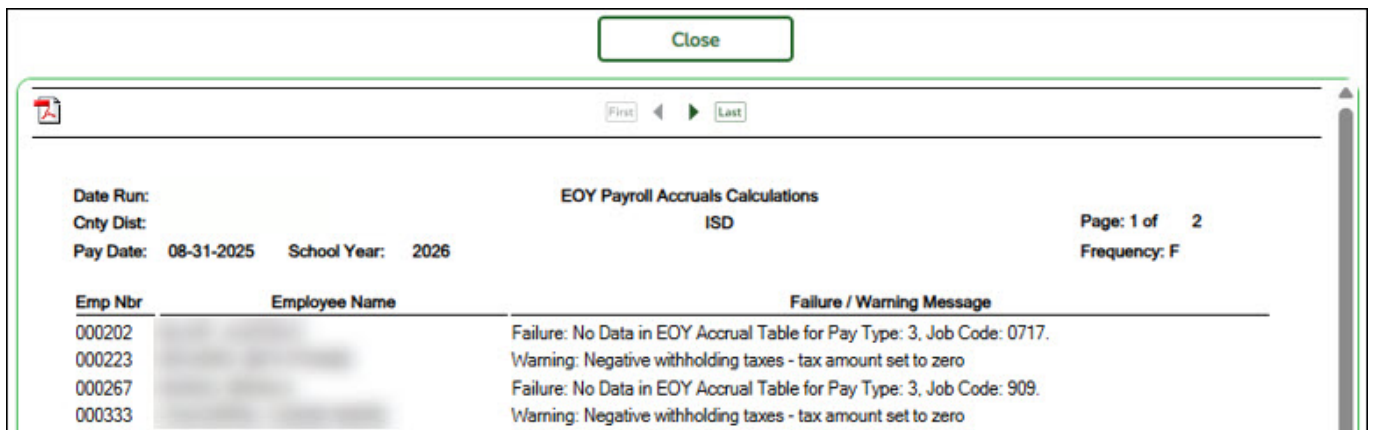 Close
First Last
Date Run: EOY Payroll Accruals Calculations
Cnty Dist: ISD Page: 1 of 2
Pay Date: 08-31-2025 School Year: 2026 Frequency: F
Emp Nbr Employee Name Failure / Warning Message
000202 Failure: No Data in EOY Accrual Table for Pay Type: 3, Job Code: 0717.
000223 Warning: Negative withholding taxes - tax amount set to zero
000267 Failure: No Data in EOY Accrual Table for Pay Type: 3, Job Code: 909.
000333 Warning: Negative withholding taxes - tax amount set to zero